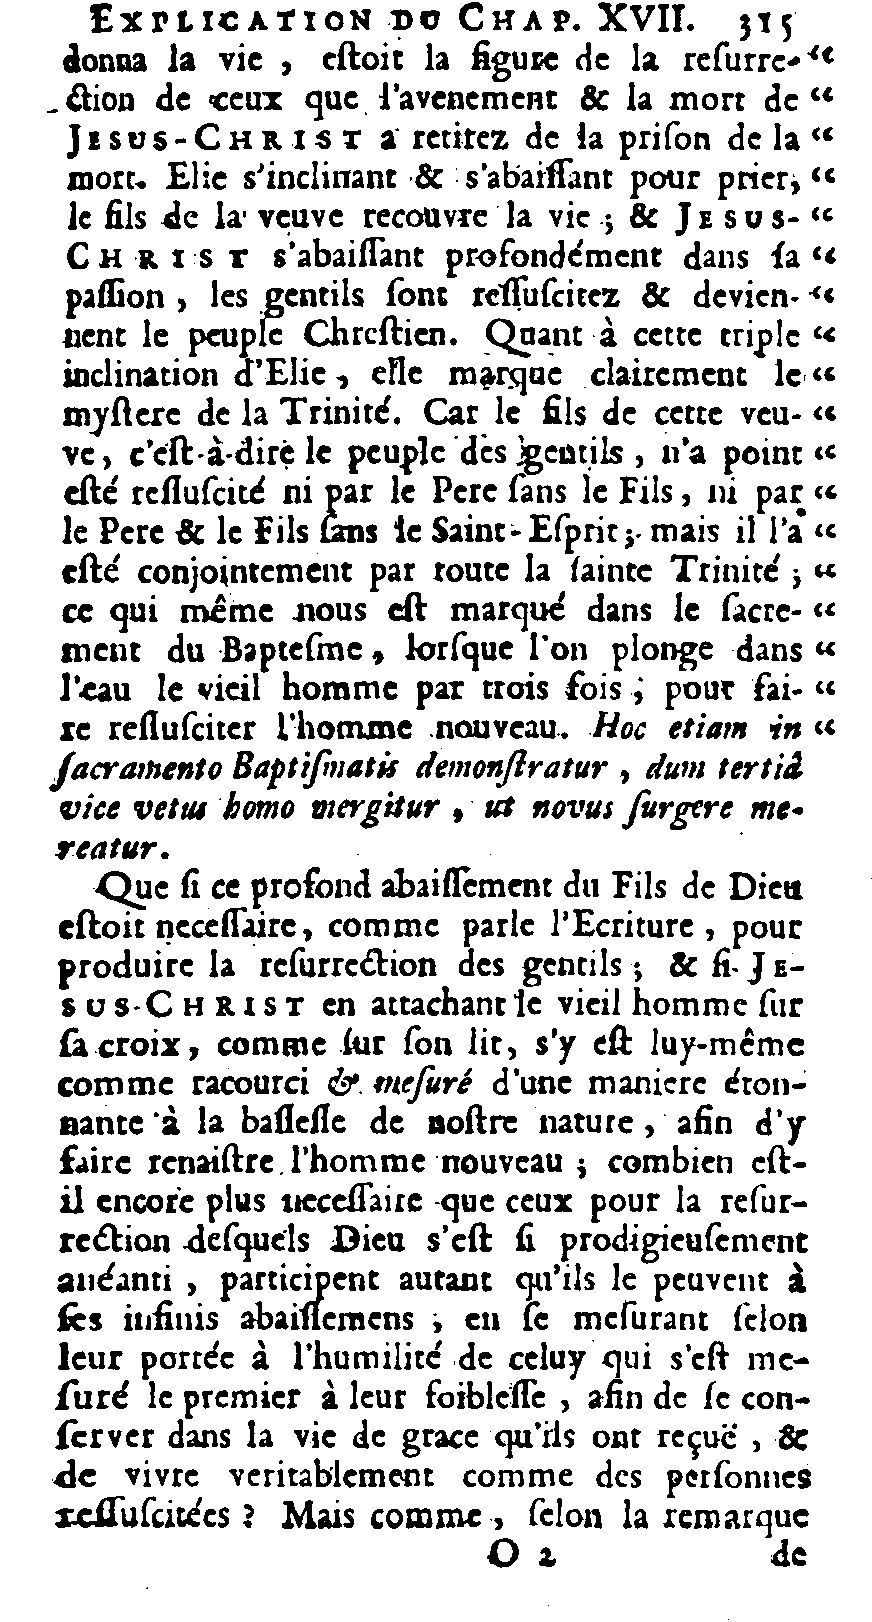 EXPLICATION DU CHAP. XVII. 315
donna la vie, eſtoit la figure de la reſurre- “
ction de ceux que l'avenement & la mort de “
JESUS-CHRIST a retirez de la priſon de la “
mort. Elie s'inclinant & s'abaiſſant pour prier, “
le fils de la veuve recouvre la vie ; & JESUS- “
CHRIST s'abaiſſant profondément dans ſa “
paſſion, les gentils ſont reſſuſcitez & devien- “
nent le peuple Chreſtien. Quant à cette triple “
inclination d'Elie, elle marque clairement le “
myſtere de la Trinité. Car le fils de cette veu- “
ve, c'eſt-à-dire le peuple des gentils, n'a point “
eſté reſſuſcité ni par le Pere ſans le Fils, ni par “
le Pere & le Fils ſans le Saint-Eſprit ; mais il l'a “
eſté conjointement par toute la ſainte Trinité ; “
ce qui même nous eſt marqué dans le ſacre- “
ment du Bapteſme, lorſque l'on plonge dans “
l'eau le vieil homme par trois fois ; pour fai- “
re reſſuſciter l'homme nouveau. Hoc etiam in “
ſacramento Baptiſmatis demonſtratur, dum tertiâ
vice vetus homo mergitur, ut novus ſurgere me-
reatur.
Que ſi ce profond abaiſſement du Fils de Dieu
eſtoit neceſſaire, comme parle l'Ecriture, pour
produire la reſurrection des gentils ; & ſi JE-
SUS-CHRIST en attachant le vieil homme ſur
ſa croix, comme ſur ſon lit, s'y eſt luy-même
comme racourci & meſuré d'une maniere éton-
nante à la baſſeſſe de noſtre nature, afin d'y
faire renaiſtre l'homme nouveau ; combien eſt-
il encore plus neceſſaire que ceux pour la reſur-
rection deſquels Dieu s'eſt ſi prodigieuſement
anéanti, participent autant qu'ils le peuvent à
ſes infinis abaiſſemens ; en ſe meſurant ſelon
leur portée à l'humilité de celuy qui s'eſt me-
ſuré le premier à leur foibleſſe, afin de ſe con-
ſerver dans la vie de grace qu'ils ont reçuë, &
de vivre veritablement comme des perſonnes
reſſuſcitées ? Mais comme, ſelon la remarque
O 2 de